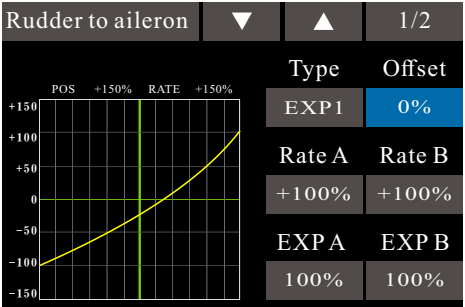 Rudder to aileron ▼ ▲ 1/2
Type Offset
POS +150% RATE +150%
EXP1 0%
+150
+100
+50
0
−50
−100
−150
Rate A Rate B
+100% +100%
EXP A EXP B
100% 100%